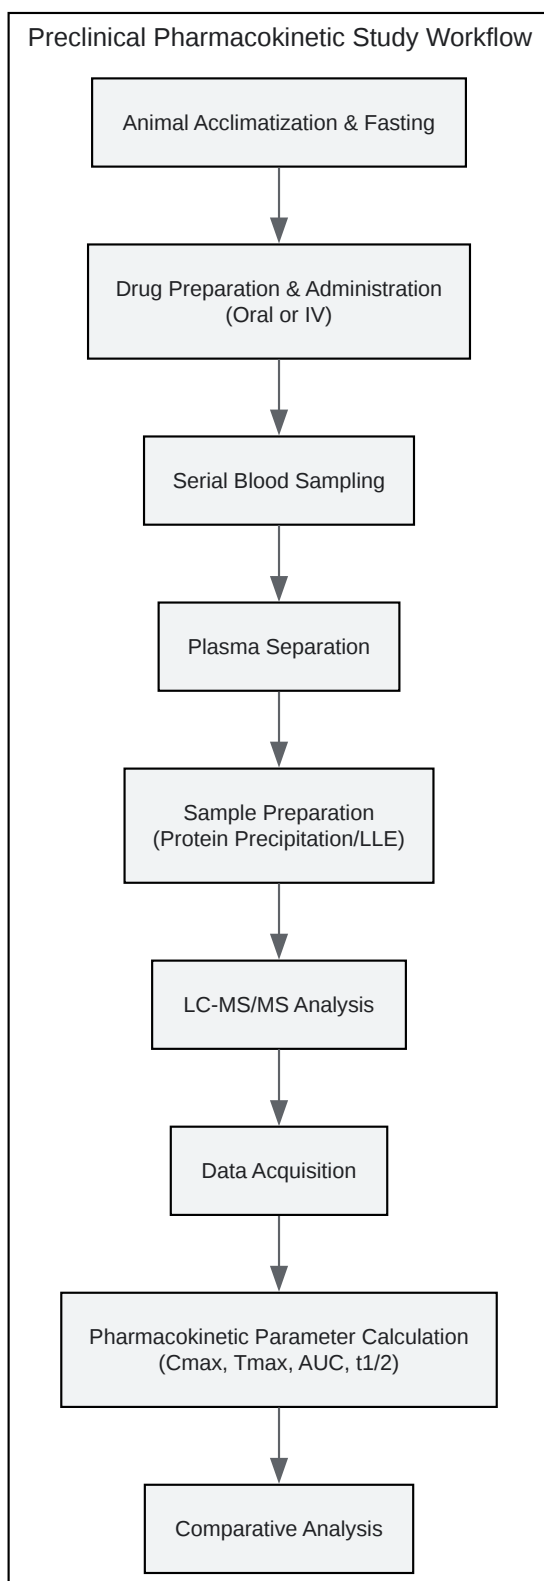 Preclinical Pharmacokinetic Study Workflow
Animal Acclimatization & Fasting
Drug Preparation & Administration
(Oral or IV)
Serial Blood Sampling
Plasma Separation
Sample Preparation
(Protein Precipitation/LLE)
LC-MS/MS Analysis
Data Acquisition
Pharmacokinetic Parameter Calculation
(Cmax, Tmax, AUC, t1/2)
Comparative Analysis